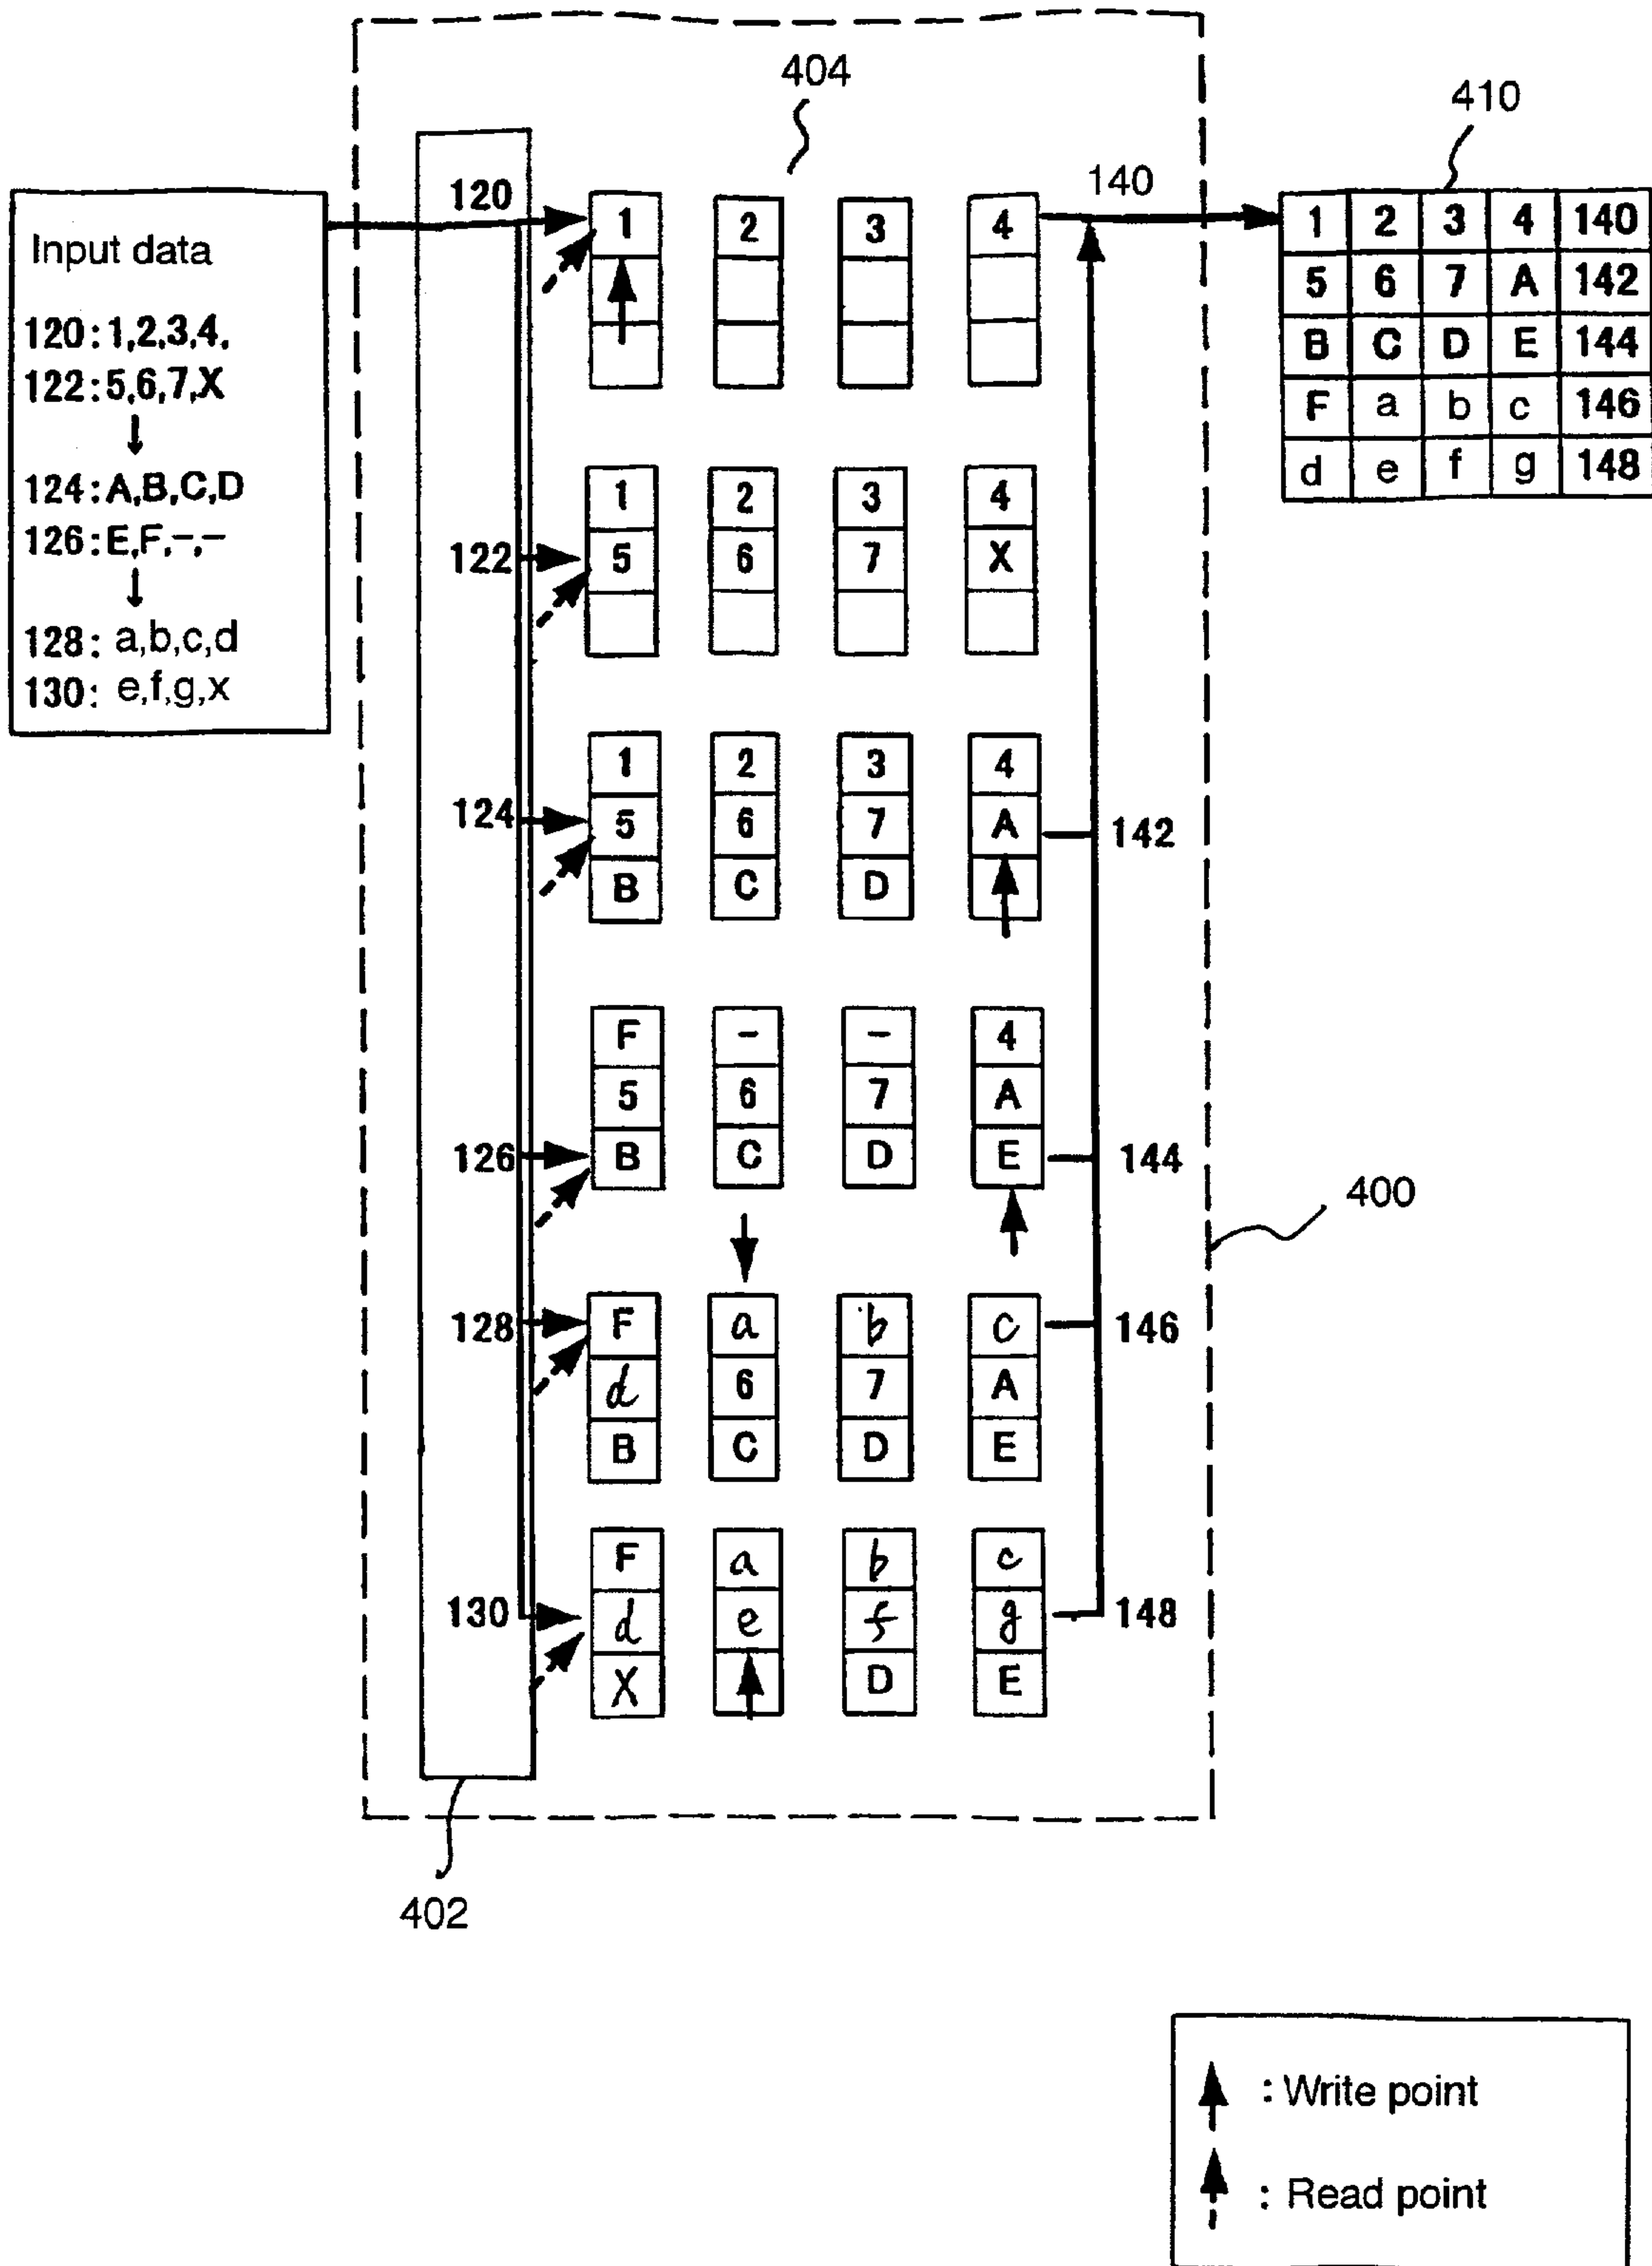 404
410
Input data
120:1,2,3,4,
122:5,6,7,X
↓
124:A,B,C,D
126:E,F,-,-
↓
128: a,b,c,d
130: e,f,g,x
120
1 2 3 4
140
122
1 2 3 4
5 6 7 X
124
1 2 3 4
5 6 7 A
B C D
142
126
F - - 4
5 6 7 A
B C D E
144
128
F a b c
d 6 7 A
B C D E
146
130
F a b c
d e f g
X D E
148
1 2 3 4 140
5 6 7 A 142
B C D E 144
F a b c 146
d e f g 148
400
402
: Write point
: Read point